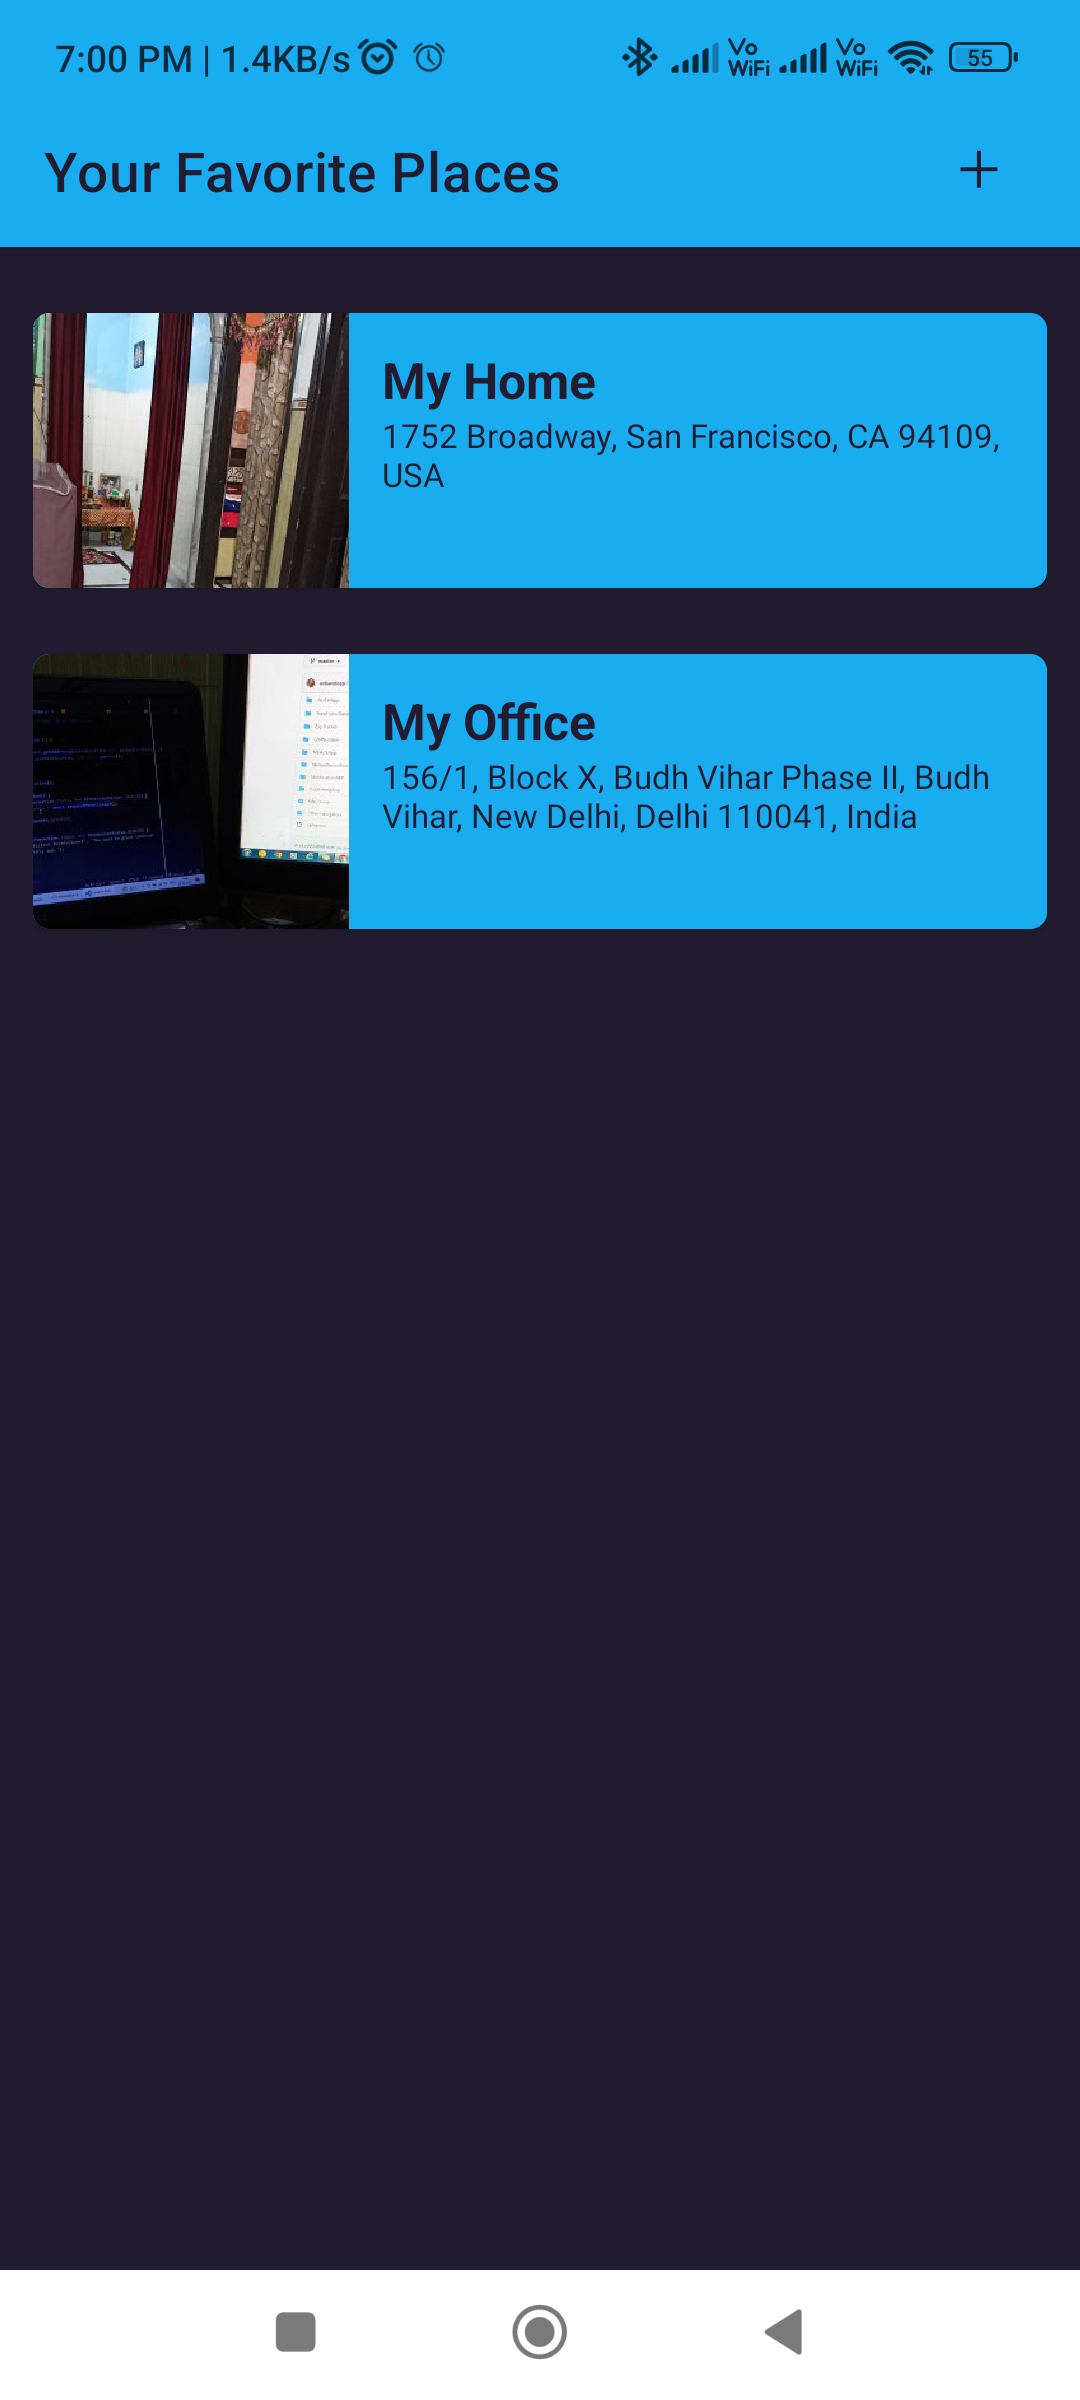 7:00 PM | 1.4KB/s
Vo
WiFi
Vo
WiFi
55
Your Favorite Places
My Home
1752 Broadway, San Francisco, CA 94109,
USA
master
My Office
156/1, Block X, Budh Vihar Phase II, Budh
Vihar, New Delhi, Delhi 110041, India